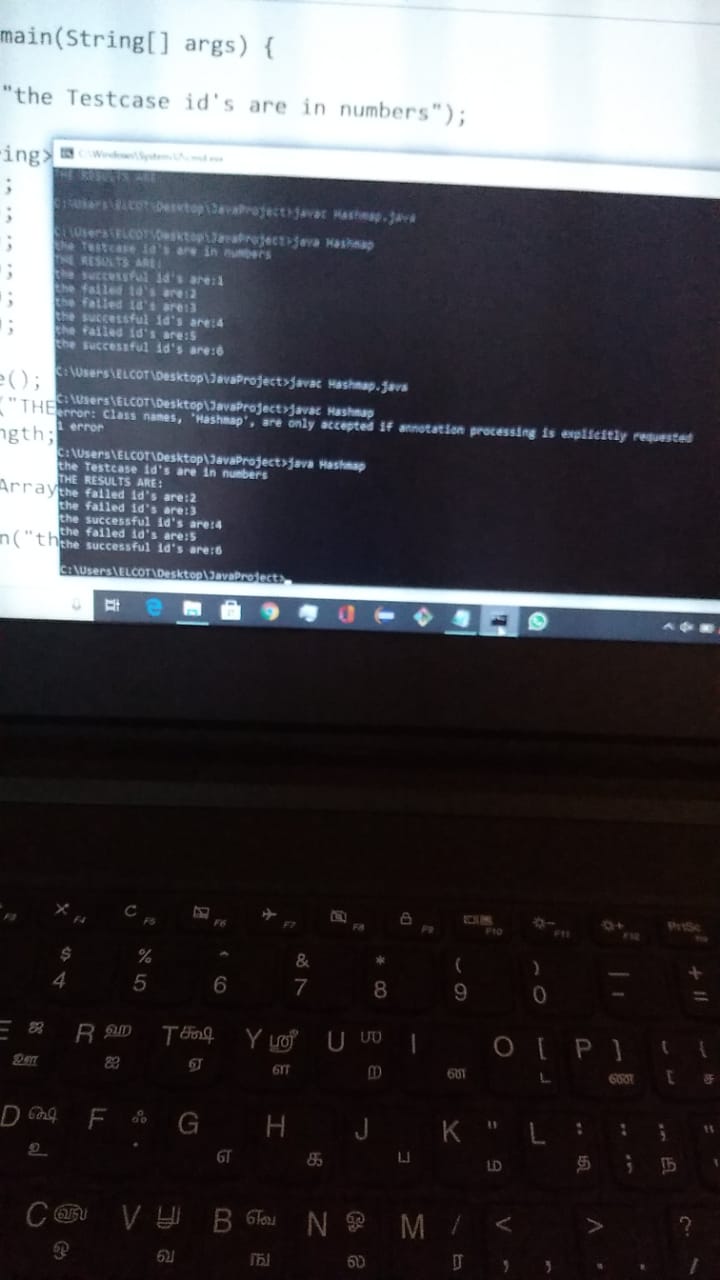 main(String[] args) {
"the Testcase id's are in numbers");
ing>
;
;
;
;
;
;
e();
("THE
ngth;
Array
n("th
C:\Windows\System32\cmd.exe
THE RESULTS ARE
C:\Users\ELCOT\Desktop\JavaProject>javac Hashmap.java
C:\Users\ELCOT\Desktop\JavaProject>java Hashmap
the Testcase id's are in numbers
THE RESULTS ARE:
the successful id's are:1
the failed id's are:2
the failed id's are:3
the successful id's are:4
the failed id's are:5
the successful id's are:6
C:\Users\ELCOT\Desktop\JavaProject>javac Hashmap.java
C:\Users\ELCOT\Desktop\JavaProject>javac Hashmap
error: Class names, 'Hashmap', are only accepted if annotation processing is explicitly requested
1 error
C:\Users\ELCOT\Desktop\JavaProject>java Hashmap
the Testcase id's are in numbers
THE RESULTS ARE:
the failed id's are:2
the failed id's are:3
the successful id's are:4
the failed id's are:5
the successful id's are:6
C:\Users\ELCOT\Desktop\JavaProject>
F3 F4 C F5 F6 F7 F8 F9 F10 F11 F12 PrtSc
$ % ^ & * ( ) — +
4 5 6 7 8 9 0 - =
E ஜ R ஹ T க்ஷ Y ஸ்ரீ U ஶ I O [ P ] { {
ஊ ஐ ஏ ள ற ன ட ண [ ச
D F ஃ G H J K " L : : ; "
உ . எ க ப ம த ; ந '
C V B N M / < > ?
ஒ வ ங ல ர , , . . /